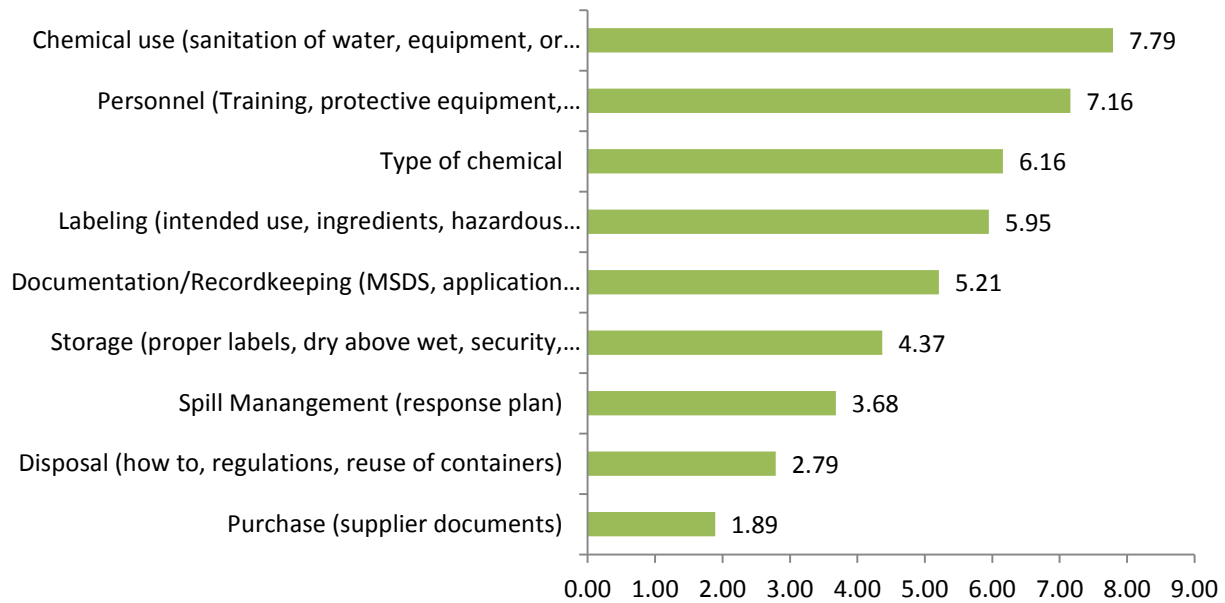 Chemical use (sanitation of water, equipment, or… 7.79
Personnel (Training, protective equipment,… 7.16
Type of chemical 6.16
Labeling (intended use, ingredients, hazardous… 5.95
Documentation/Recordkeeping (MSDS, application… 5.21
Storage (proper labels, dry above wet, security,… 4.37
Spill Manangement (response plan) 3.68
Disposal (how to, regulations, reuse of containers) 2.79
Purchase (supplier documents) 1.89
0.00 1.00 2.00 3.00 4.00 5.00 6.00 7.00 8.00 9.00